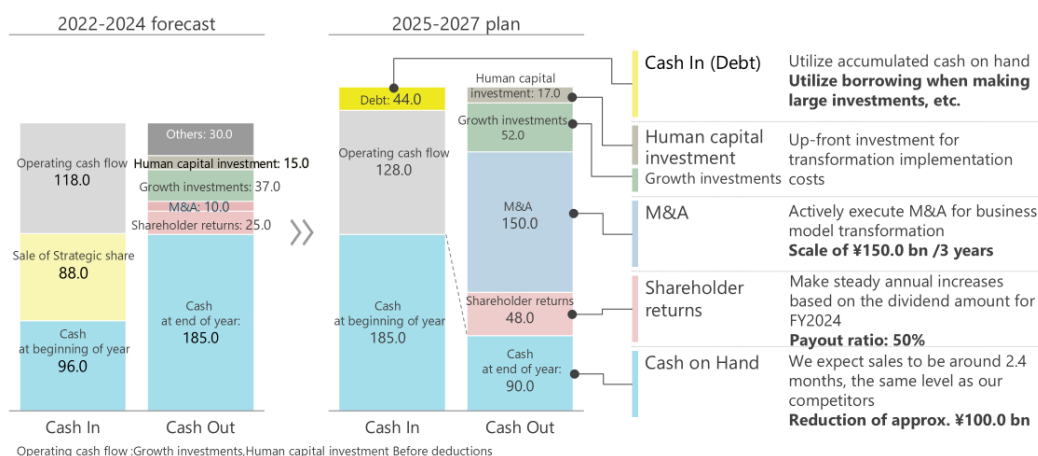 2022-2024 forecast
2025-2027 plan
Operating cash flow
118.0
Sale of Strategic share
88.0
Cash
at beginning of year
96.0
Cash In
Others: 30.0
Human capital investment: 15.0
Growth investments: 37.0
M&A: 10.0
Shareholder returns: 25.0
Cash
at end of year:
185.0
Cash Out
Debt: 44.0
Operating cash flow
128.0
Cash
at beginning of year
185.0
Cash In
Human capital
investment: 17.0
Growth investments
52.0
M&A
150.0
Shareholder returns
48.0
Cash
at end of year:
90.0
Cash Out
Cash In (Debt)
Utilize accumulated cash on hand
Utilize borrowing when making
large investments, etc.
Human capital
investment
Growth investments
Up-front investment for
transformation implementation
costs
M&A
Actively execute M&A for business
model transformation
Scale of ¥150.0 bn /3 years
Shareholder
returns
Make steady annual increases
based on the dividend amount for
FY2024
Payout ratio: 50%
Cash on Hand
We expect sales to be around 2.4
months, the same level as our
competitors
Reduction of approx. ¥100.0 bn
Operating cash flow :Growth investments,Human capital investment Before deductions